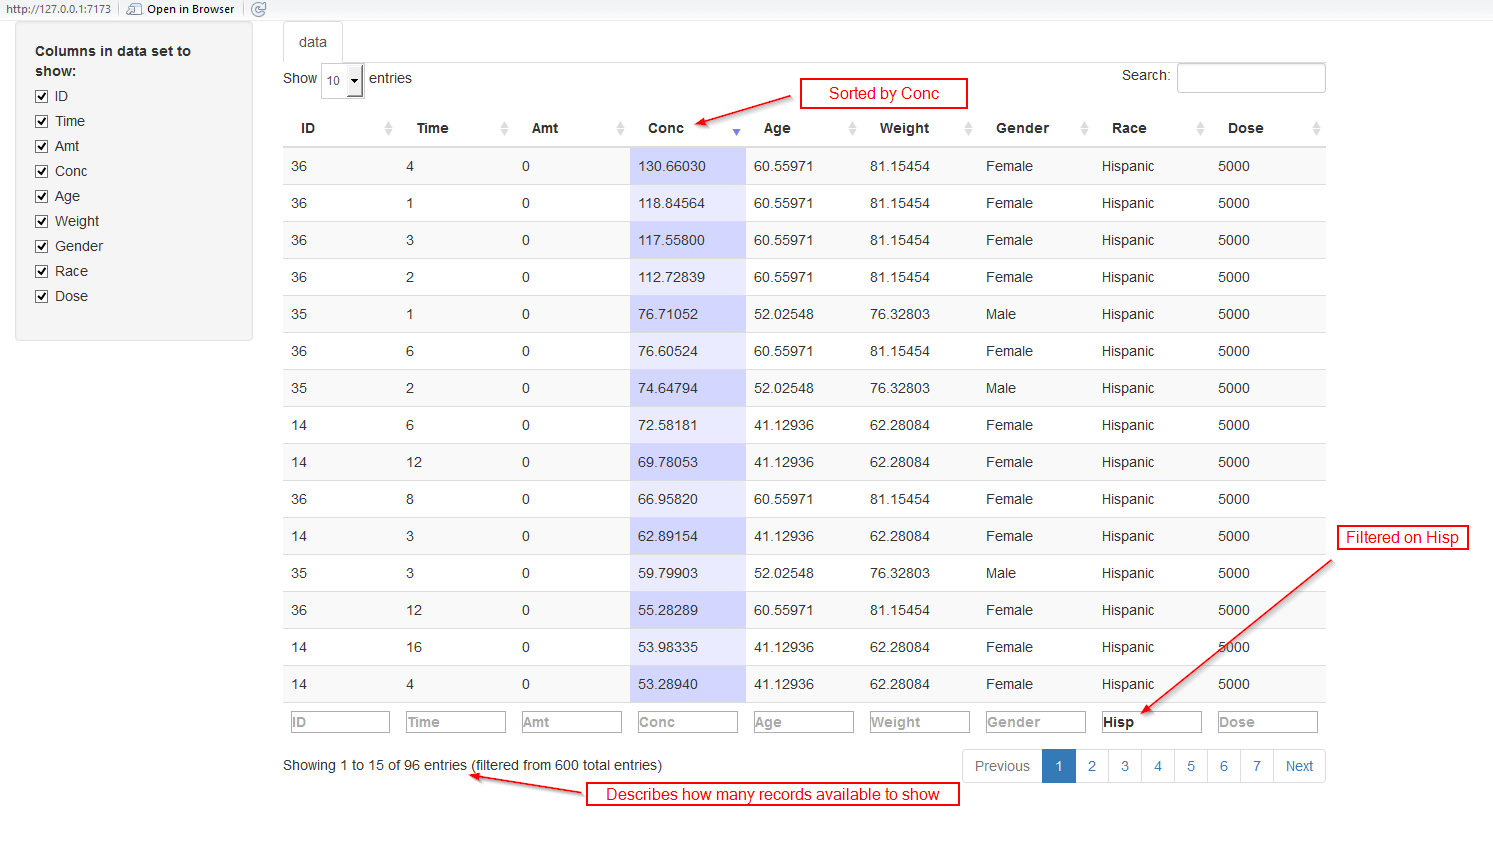 http://127.0.0.1:7173 Open in Browser
Columns in data set to
show:
ID
Time
Amt
Conc
Age
Weight
Gender
Race
Dose
data
Show 10 entries Search:
Sorted by Conc
ID Time Amt Conc Age Weight Gender Race Dose
36 4 0 130.66030 60.55971 81.15454 Female Hispanic 5000
36 1 0 118.84564 60.55971 81.15454 Female Hispanic 5000
36 3 0 117.55800 60.55971 81.15454 Female Hispanic 5000
36 2 0 112.72839 60.55971 81.15454 Female Hispanic 5000
35 1 0 76.71052 52.02548 76.32803 Male Hispanic 5000
36 6 0 76.60524 60.55971 81.15454 Female Hispanic 5000
35 2 0 74.64794 52.02548 76.32803 Male Hispanic 5000
14 6 0 72.58181 41.12936 62.28084 Female Hispanic 5000
14 12 0 69.78053 41.12936 62.28084 Female Hispanic 5000
36 8 0 66.95820 60.55971 81.15454 Female Hispanic 5000
14 3 0 62.89154 41.12936 62.28084 Female Hispanic 5000
Filtered on Hisp
35 3 0 59.79903 52.02548 76.32803 Male Hispanic 5000
36 12 0 55.28289 60.55971 81.15454 Female Hispanic 5000
14 16 0 53.98335 41.12936 62.28084 Female Hispanic 5000
14 4 0 53.28940 41.12936 62.28084 Female Hispanic 5000
ID Time Amt Conc Age Weight Gender Hisp Dose
Showing 1 to 15 of 96 entries (filtered from 600 total entries) Previous 1 2 3 4 5 6 7 Next
Describes how many records available to show